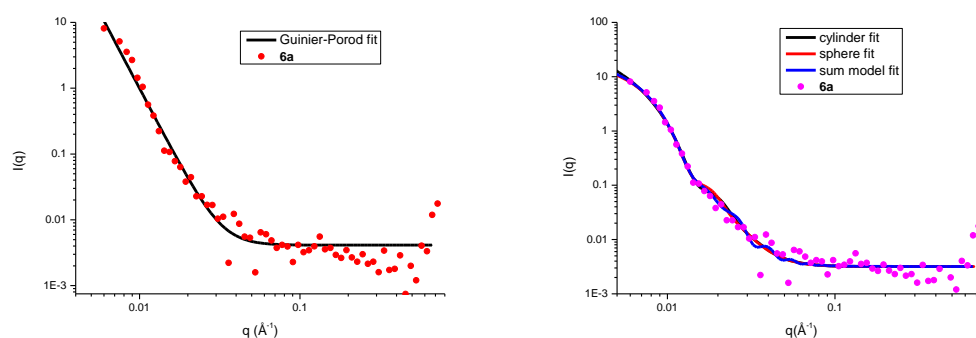 10
1
0.1
0.01
1E-3
I(q)
0.01
0.1
q (Å⁻¹)
Guinier-Porod fit
6a
100
10
1
0.1
0.01
1E-3
I(q)
0.01
0.1
q(Å⁻¹)
cylinder fit
sphere fit
sum model fit
6a